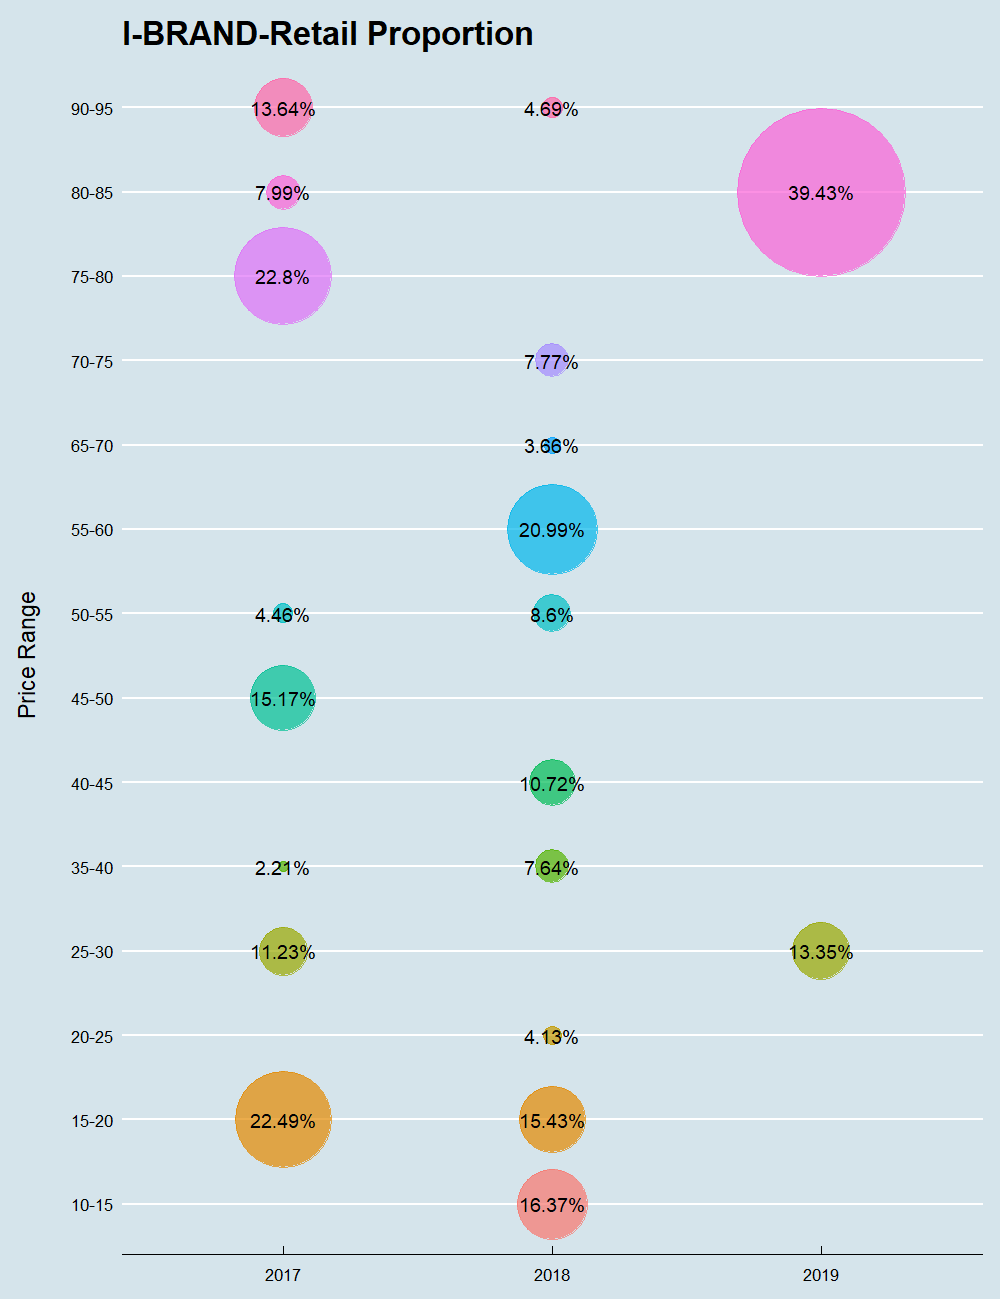 I-BRAND-Retail Proportion
90-95 13.64% 4.69%
80-85 7.99% 39.43%
75-80 22.8%
70-75 7.77%
65-70 3.66%
55-60 20.99%
50-55 4.46% 8.6%
45-50 15.17%
40-45 10.72%
35-40 2.21% 7.64%
25-30 11.23% 13.35%
20-25 4.13%
15-20 22.49% 15.43%
10-15 16.37%
Price Range
2017 2018 2019